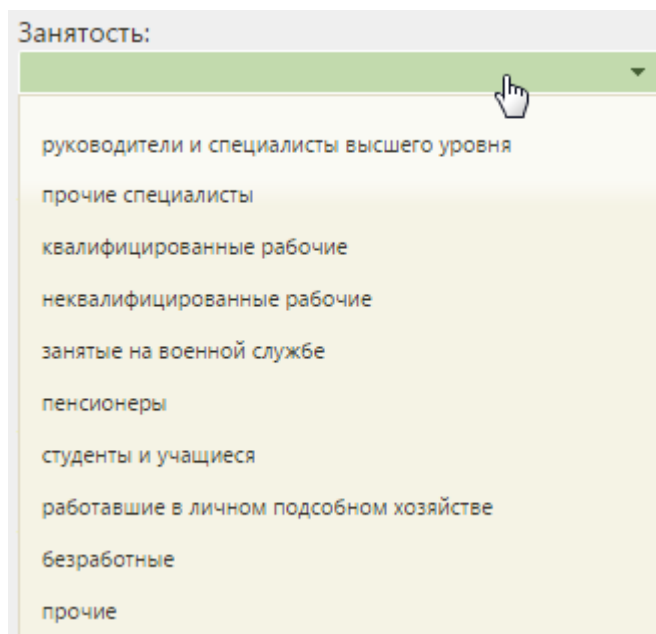 Занятость:
руководители и специалисты высшего уровня
прочие специалисты
квалифицированные рабочие
неквалифицированные рабочие
занятые на военной службе
пенсионеры
студенты и учащиеся
работавшие в личном подсобном хозяйстве
безработные
прочие